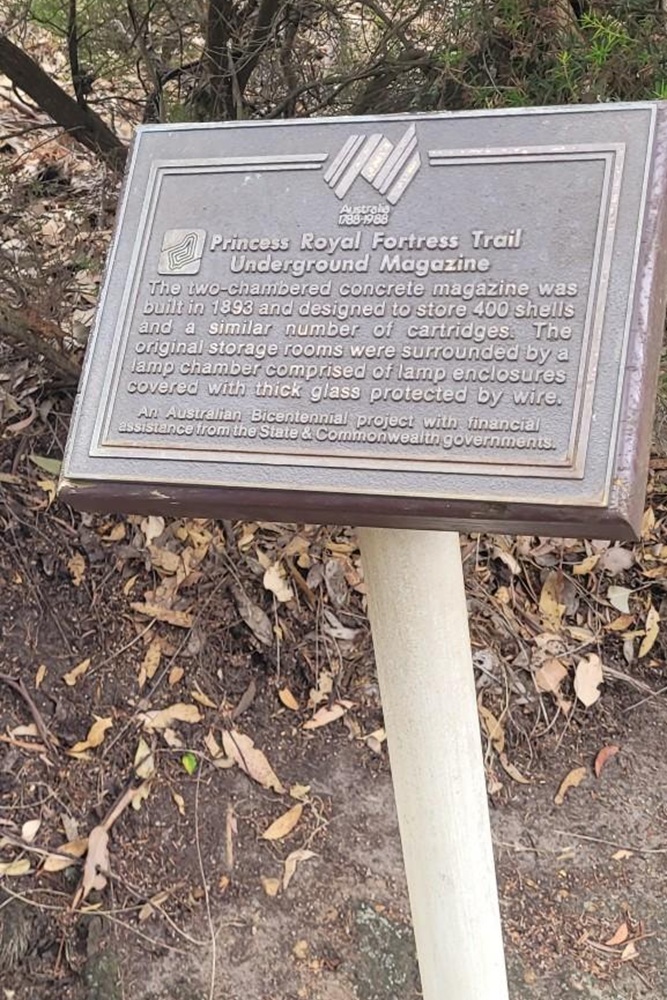 Australia
1788-1988
Princess Royal Fortress Trail
Underground Magazine
The two-chambered concrete magazine was
built in 1893 and designed to store 400 shells
and a similar number of cartridges. The
original storage rooms were surrounded by a
lamp chamber comprised of lamp enclosures
covered with thick glass protected by wire.
An Australian Bicentennial project with financial
assistance from the State & Commonwealth governments.